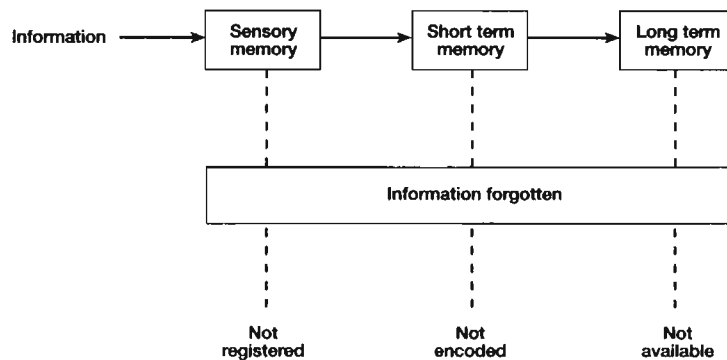 Information
Sensory
memory
Short term
memory
Long term
memory
Information forgotten
Not
registered
Not
encoded
Not
available